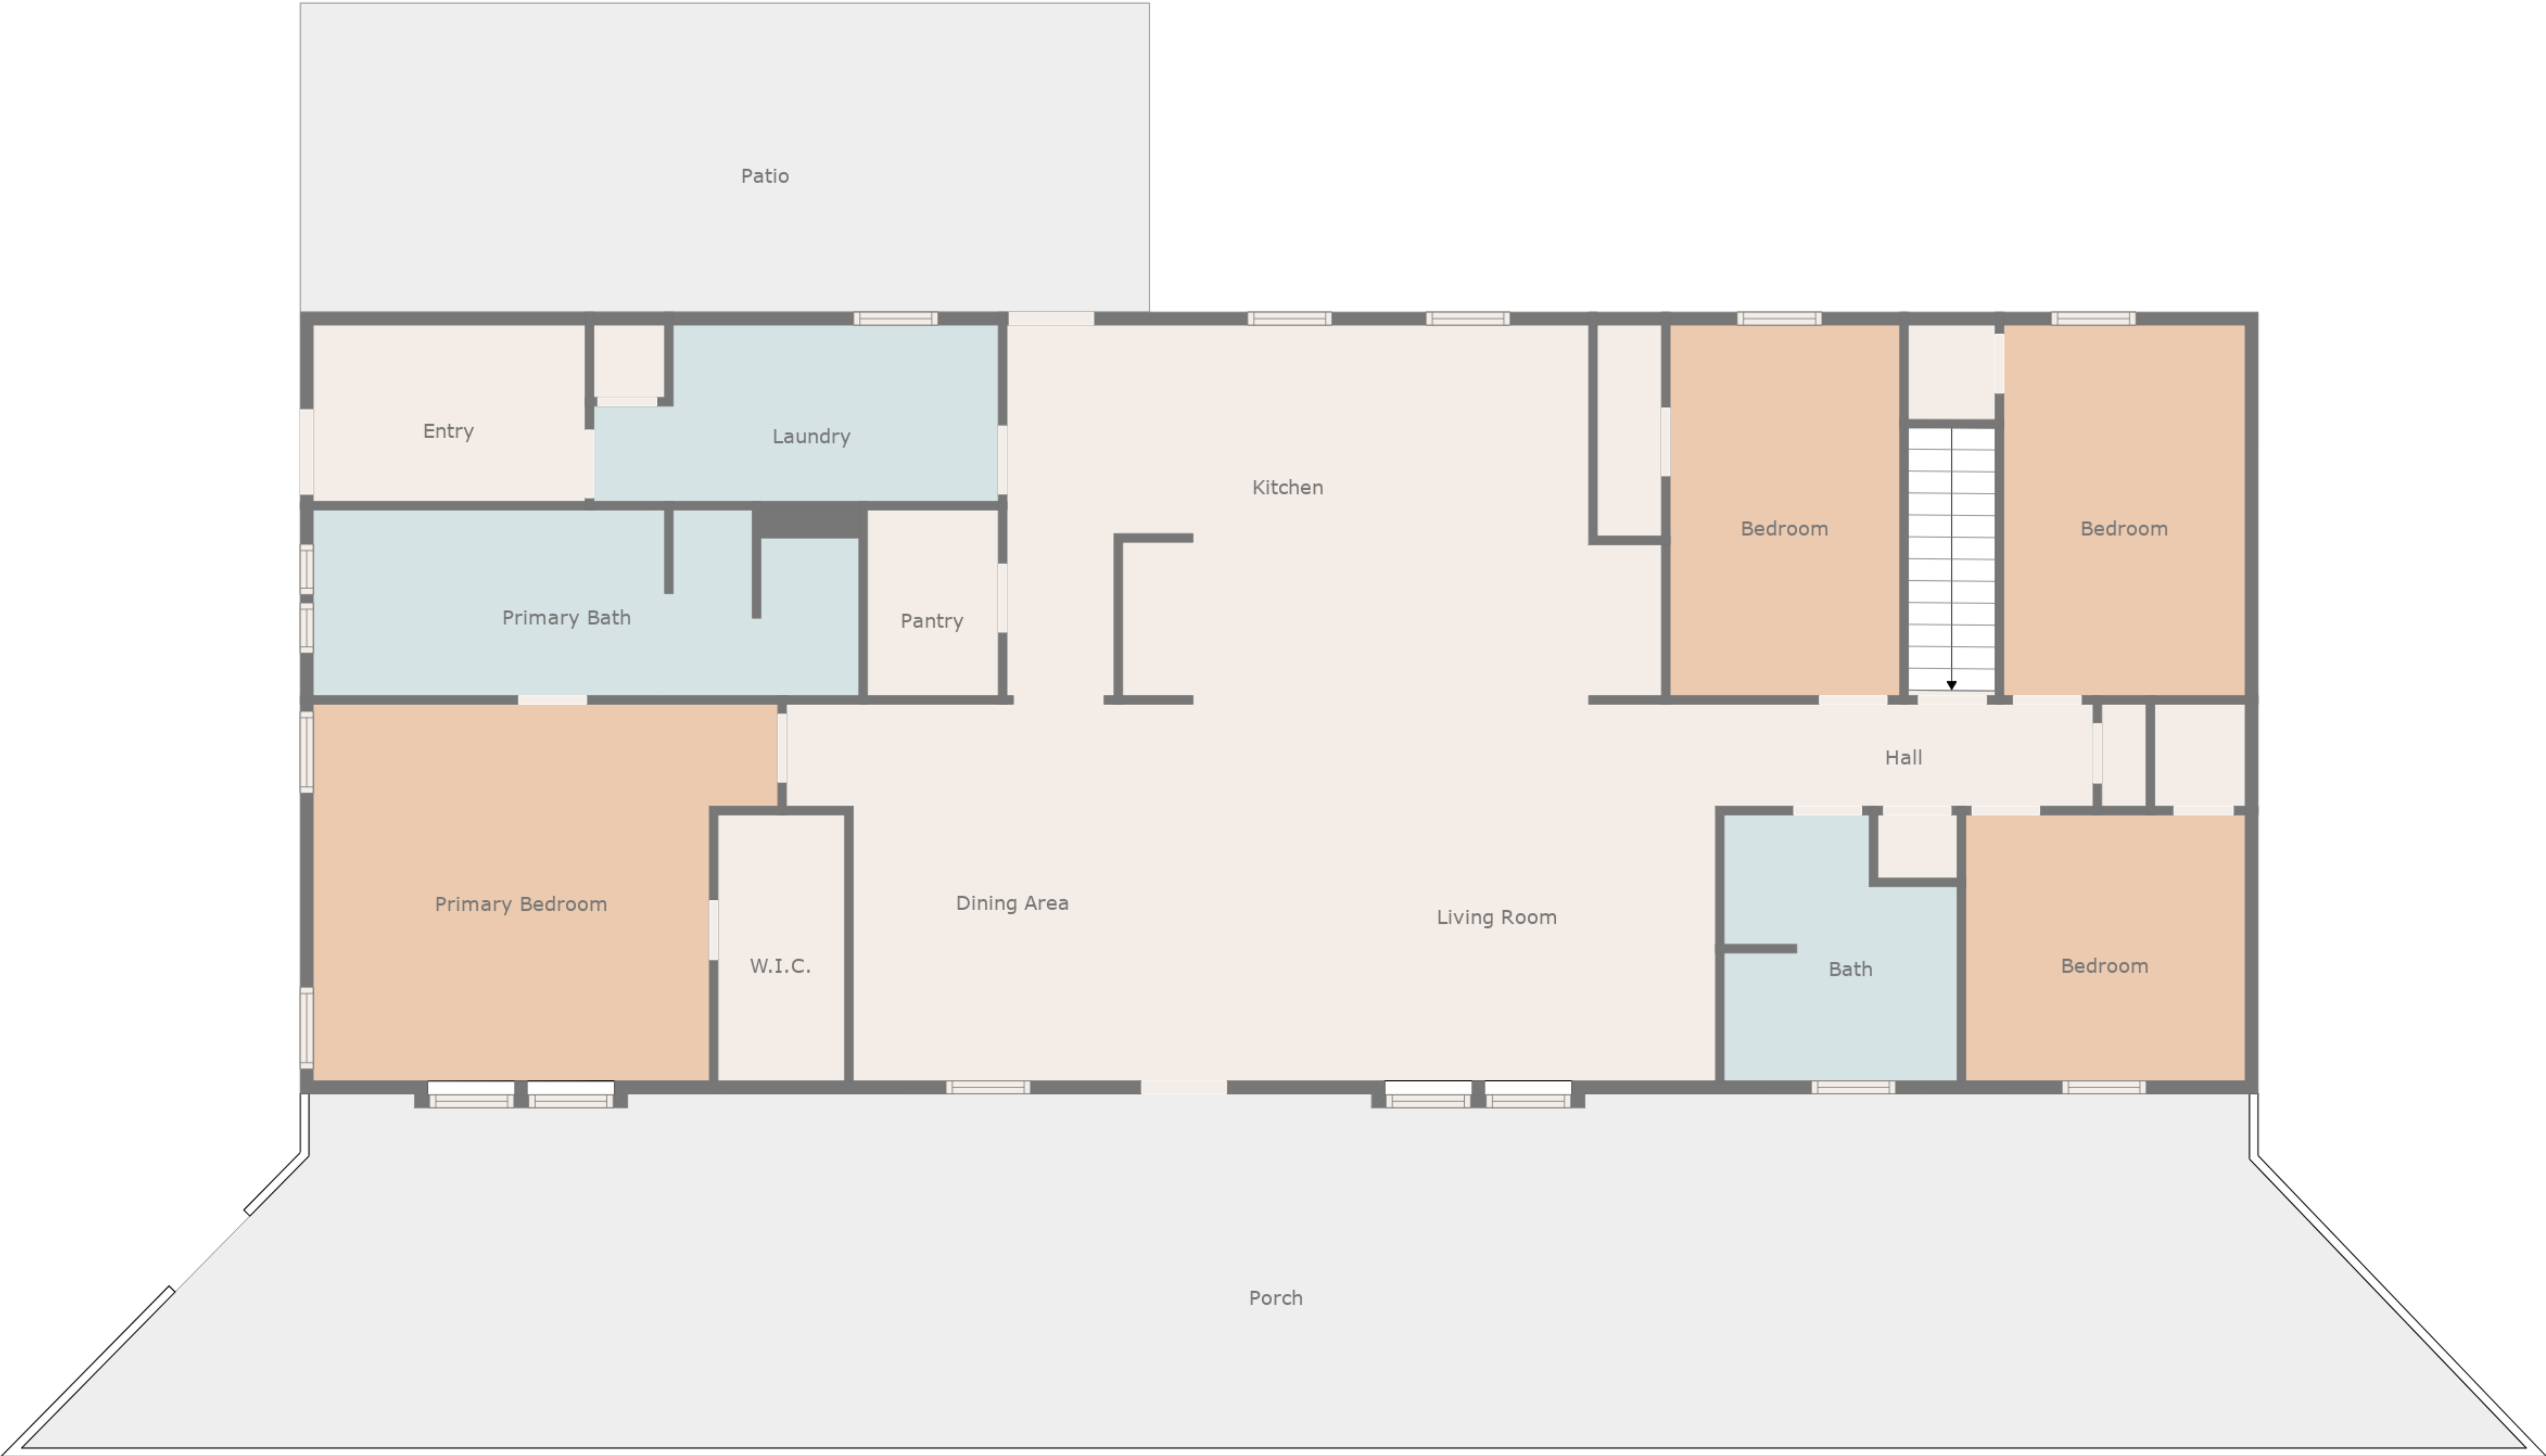 Patio
Entry
Laundry
Kitchen
Bedroom
Bedroom
Primary Bath
Pantry
Hall
Primary Bedroom
Dining Area
Living Room
W.I.C.
Bath
Bedroom
Porch